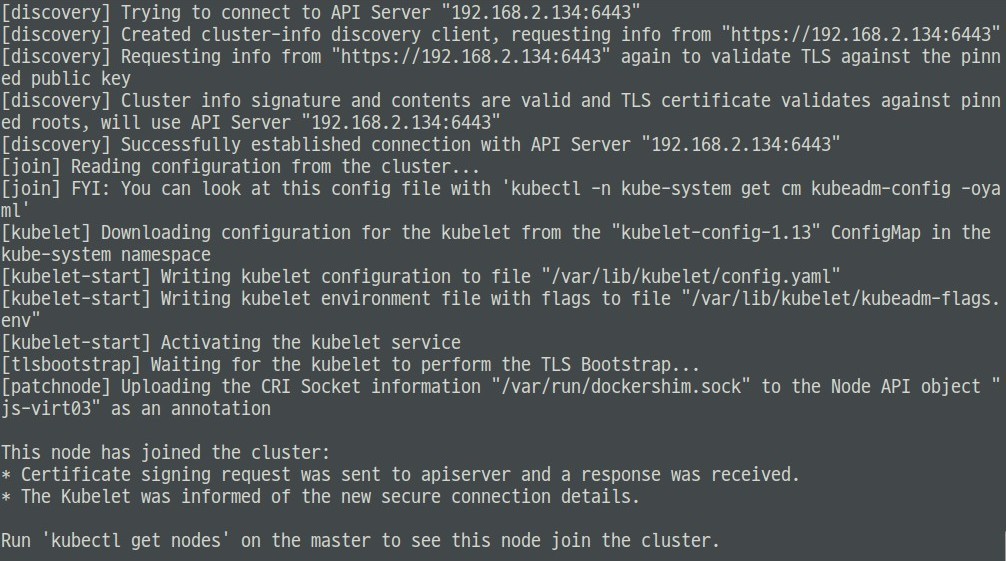 [discovery] Trying to connect to API Server "192.168.2.134:6443"
[discovery] Created cluster-info discovery client, requesting info from "https://192.168.2.134:6443"
[discovery] Requesting info from "https://192.168.2.134:6443" again to validate TLS against the pinn
ed public key
[discovery] Cluster info signature and contents are valid and TLS certificate validates against pinn
ed roots, will use API Server "192.168.2.134:6443"
[discovery] Successfully established connection with API Server "192.168.2.134:6443"
[join] Reading configuration from the cluster...
[join] FYI: You can look at this config file with 'kubectl -n kube-system get cm kubeadm-config -oya
ml'
[kubelet] Downloading configuration for the kubelet from the "kubelet-config-1.13" ConfigMap in the
kube-system namespace
[kubelet-start] Writing kubelet configuration to file "/var/lib/kubelet/config.yaml"
[kubelet-start] Writing kubelet environment file with flags to file "/var/lib/kubelet/kubeadm-flags.
env"
[kubelet-start] Activating the kubelet service
[tlsbootstrap] Waiting for the kubelet to perform the TLS Bootstrap...
[patchnode] Uploading the CRI Socket information "/var/run/dockershim.sock" to the Node API object "
js-virt03" as an annotation

This node has joined the cluster:
* Certificate signing request was sent to apiserver and a response was received.
* The Kubelet was informed of the new secure connection details.

Run 'kubectl get nodes' on the master to see this node join the cluster.